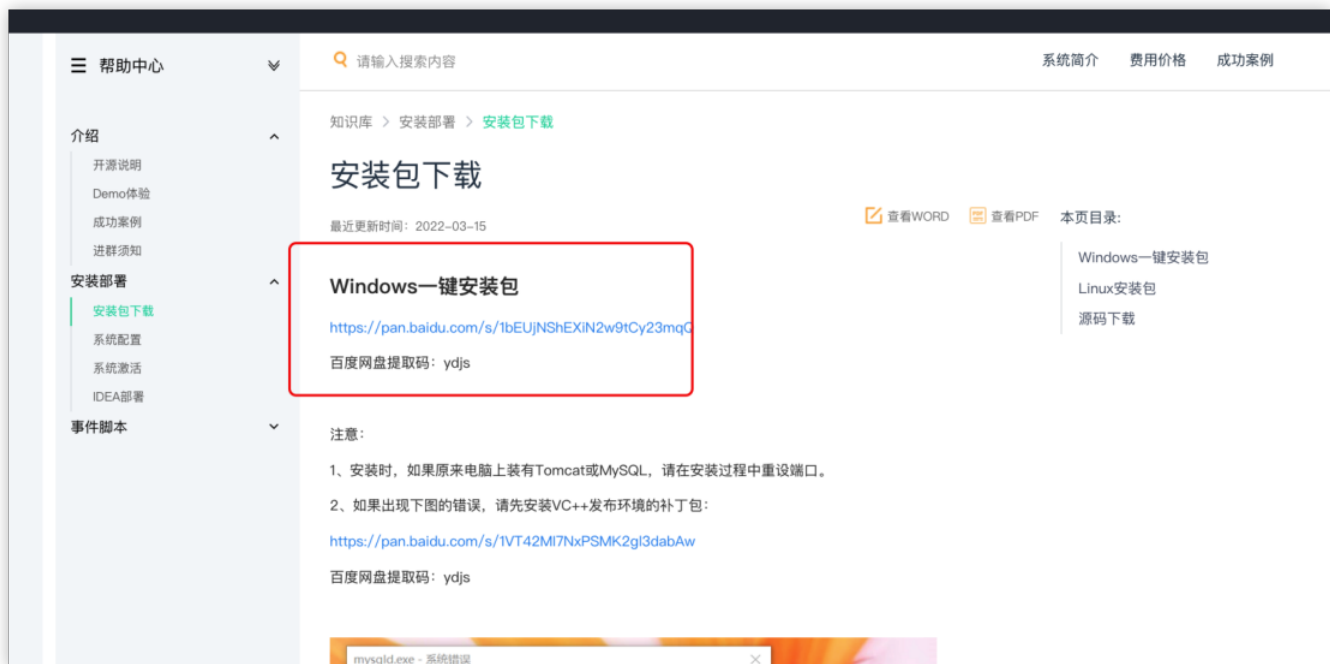 帮助中心
请输入搜索内容
系统简介 费用价格 成功案例
介绍
开源说明
Demo体验
成功案例
进群须知
安装部署
安装包下载
系统配置
系统激活
IDEA部署
事件脚本
知识库 > 安装部署 > 安装包下载
安装包下载
最近更新时间：2022-03-15
查看WORD 查看PDF
本页目录:
Windows一键安装包
Linux安装包
源码下载
Windows一键安装包
https://pan.baidu.com/s/1bEUjNShEXiN2w9tCy23mqQ
百度网盘提取码：ydjs
注意：
1、安装时，如果原来电脑上装有Tomcat或MySQL，请在安装过程中重设端口。
2、如果出现下图的错误，请先安装VC++发布环境的补丁包：
https://pan.baidu.com/s/1VT42Ml7NxPSMK2gl3dabAw
百度网盘提取码：ydjs
mysqld.exe - 系统错误